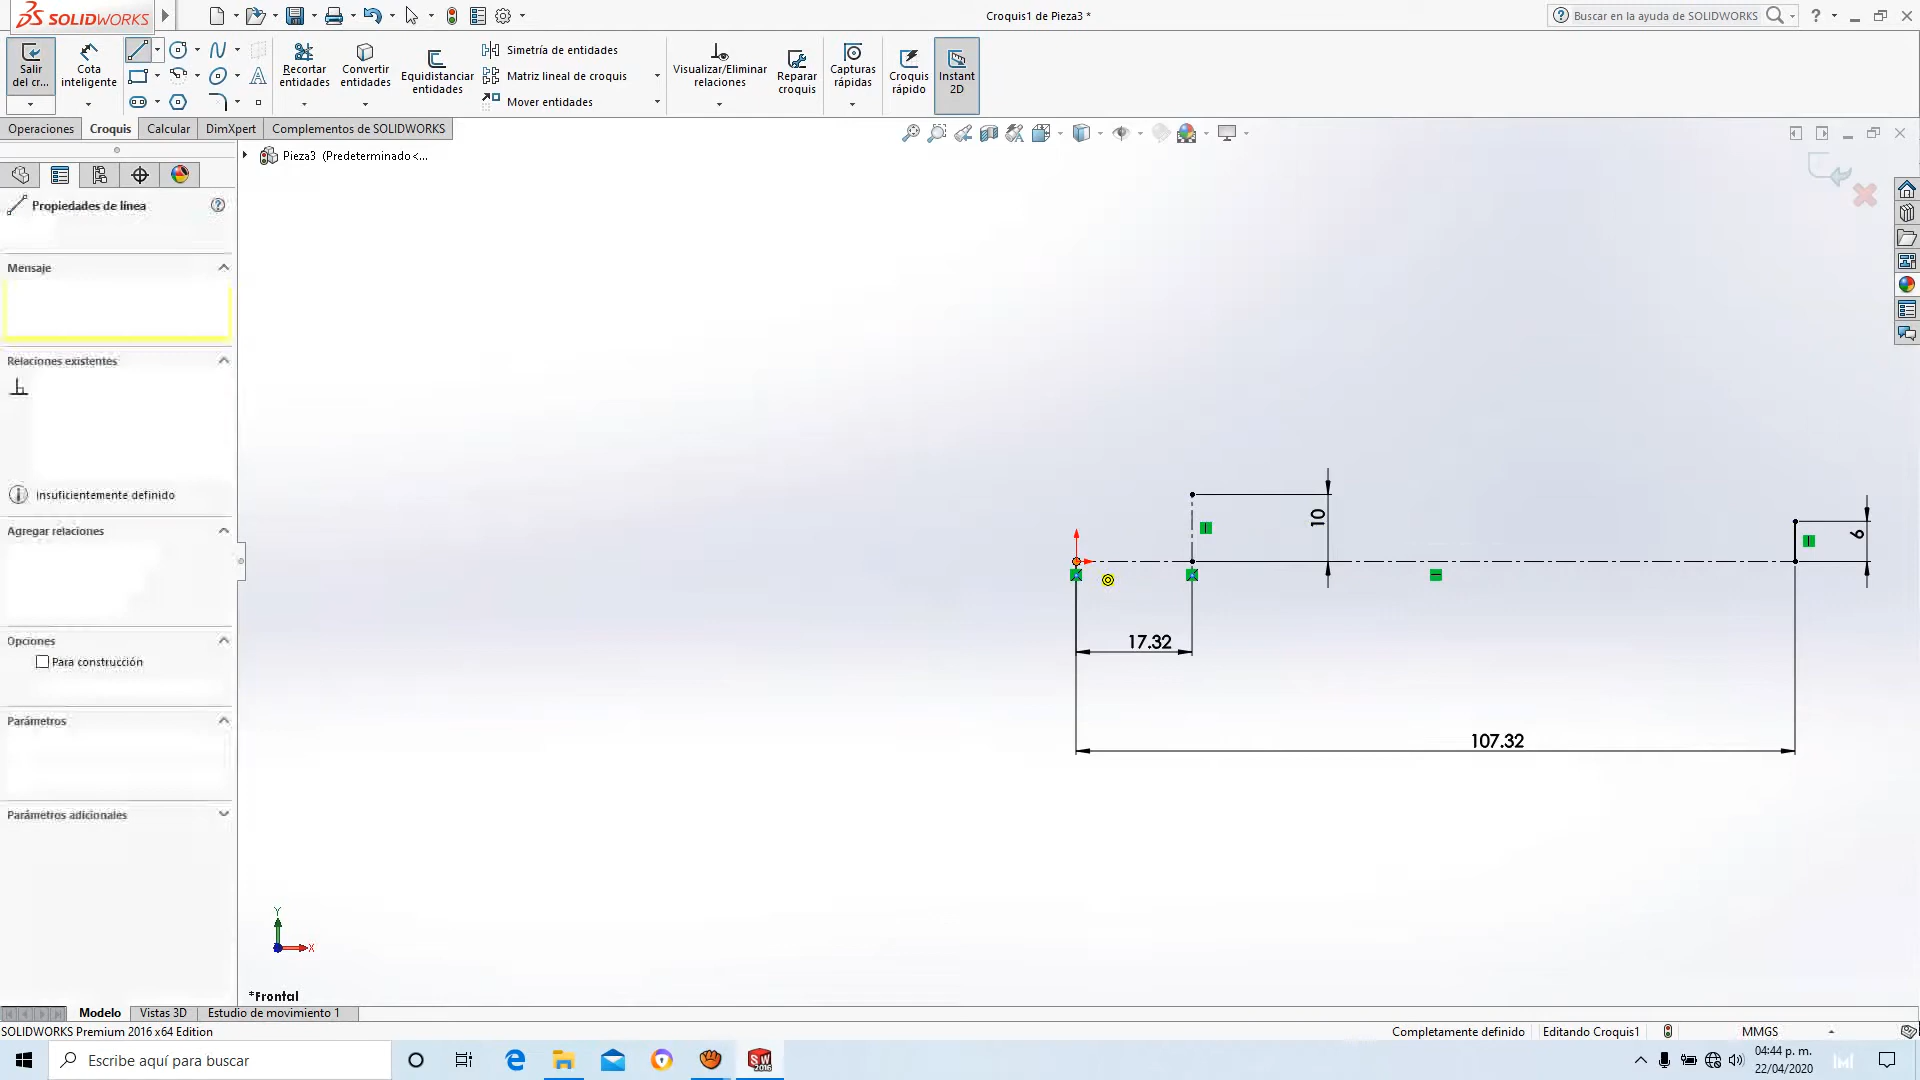 SOLIDWORKS
Croquis1 de Pieza3 *
Buscar en la ayuda de SOLIDWORKS
Salir del cr...
Cota inteligente
Recortar entidades
Convertir entidades
Equidistanciar entidades
Simetría de entidades
Matriz lineal de croquis
Mover entidades
Visualizar/Eliminar relaciones
Reparar croquis
Capturas rápidas
Croquis rápido
Instant 2D
Operaciones
Croquis
Calcular
DimXpert
Complementos de SOLIDWORKS
Pieza3 (Predeterminado<...
Propiedades de línea
Mensaje
Relaciones existentes
Insuficientemente definido
Agregar relaciones
Opciones
Para construcción
Parámetros
Parámetros adicionales
10
6
17.32
107.32
Y
X
*Frontal
Modelo
Vistas 3D
Estudio de movimiento 1
SOLIDWORKS Premium 2016 x64 Edition
Completamente definido
Editando Croquis1
MMGS
Escribe aquí para buscar
SW
2016
04:44 p. m.
22/04/2020